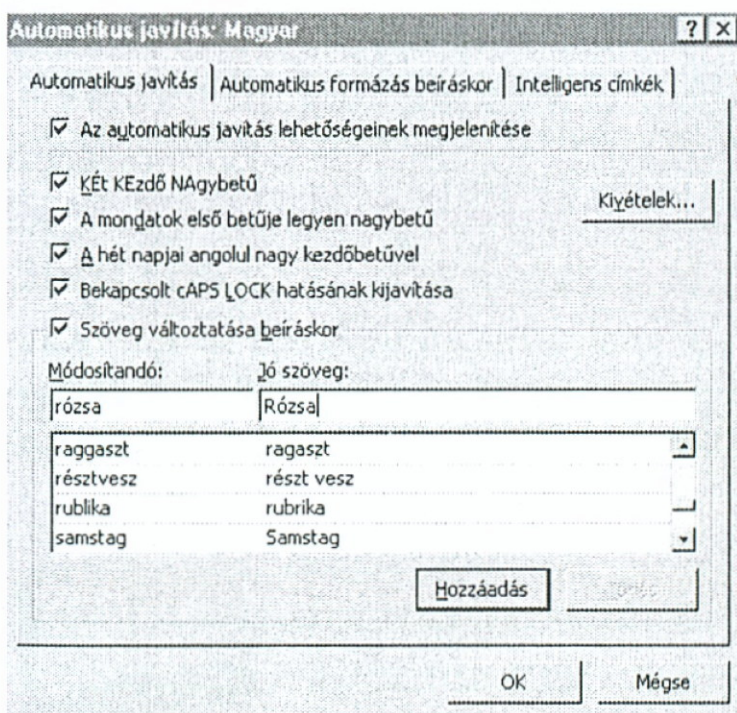 Automatikus javítás: Magyar
Automatikus javítás Automatikus formázás beíráskor Intelligens címkék
Az automatikus javítás lehetőségeinek megjelenítése
KÉt KEzdő NAgybetű
Kivételek...
A mondatok első betűje legyen nagybetű
A hét napjai angolul nagy kezdőbetűvel
Bekapcsolt cAPS LOCK hatásának kijavítása
Szöveg változtatása beíráskor
Módosítandó: Jó szöveg:
rózsa Rózsa
raggaszt ragaszt
résztvesz részt vesz
rublika rubrika
samstag Samstag
Hozzáadás
OK Mégse